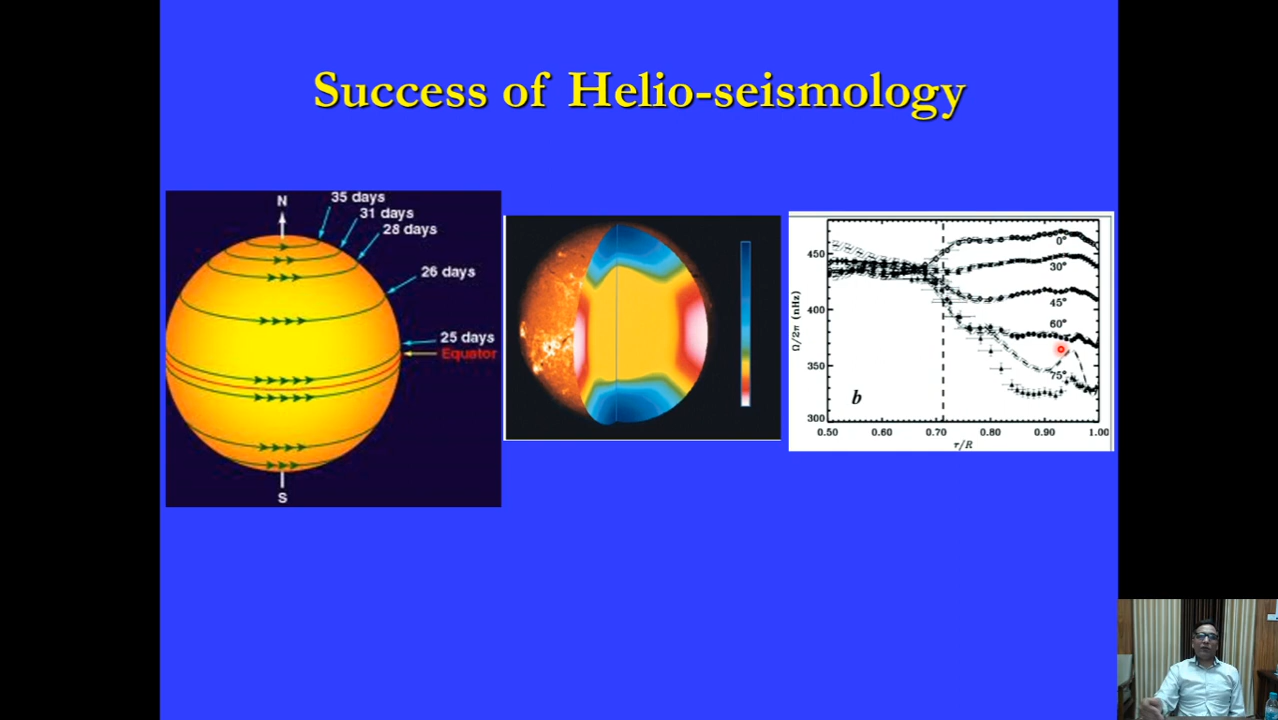 Success of Helio-seismology
N
35 days
31 days
28 days
26 days
25 days
Equator
S
450
400
350
300
Ω/2π (nHz)
0°
30°
45°
60°
75°
b
0.50 0.60 0.70 0.80 0.90 1.00
r/R